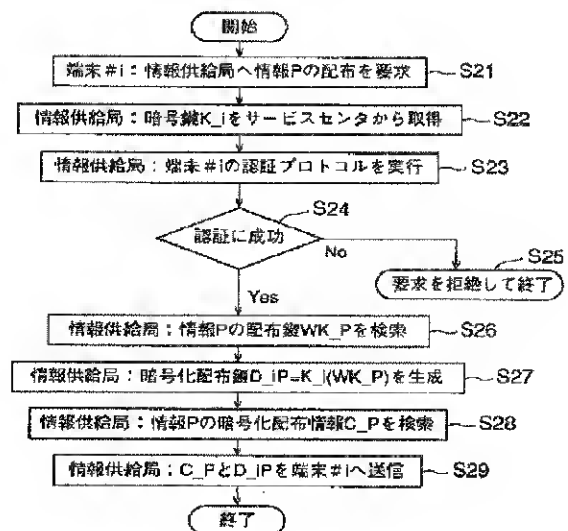 開始
端末#i：情報供給局へ情報Pの配布を要求 S21
情報供給局：暗号鍵K_iをサービスセンタから取得 S22
情報供給局：端末#iの認証プロトコルを実行 S23
S24
認証に成功
No
S25
要求を拒絶して終了
Yes
情報供給局：情報Pの配布鍵WK_Pを検索 S26
情報供給局：暗号化配布鍵D_iP=K_i(WK_P)を生成 S27
情報供給局：情報Pの暗号化配布情報C_Pを検索 S28
情報供給局：C_PとD_iPを端末#iへ送信 S29
終了